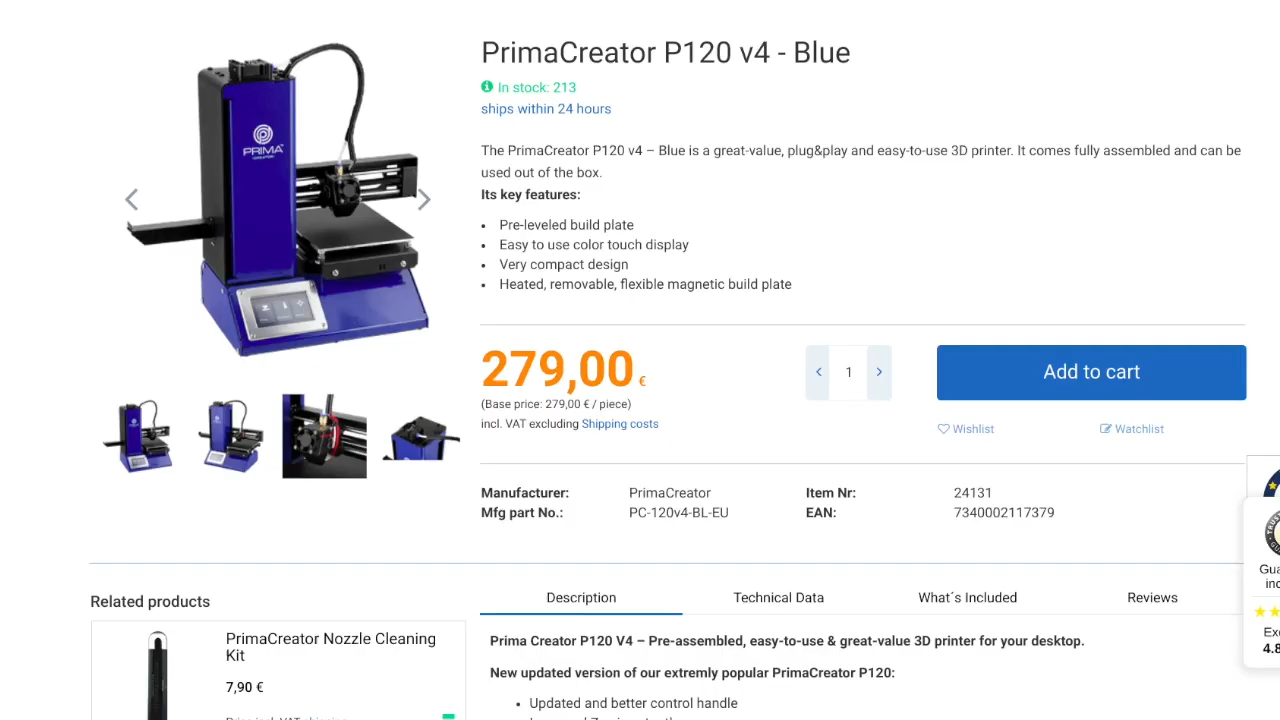 PrimaCreator P120 v4 - Blue
In stock: 213
ships within 24 hours
The PrimaCreator P120 v4 – Blue is a great-value, plug&play and easy-to-use 3D printer. It comes fully assembled and can be
used out of the box.
Its key features:
Pre-leveled build plate
Easy to use color touch display
Very compact design
Heated, removable, flexible magnetic build plate
PRIMA
279,00 €
(Base price: 279,00 € / piece)
incl. VAT excluding Shipping costs
1
Add to cart
Wishlist
Watchlist
Manufacturer: PrimaCreator Item Nr: 24131
Mfg part No.: PC-120v4-BL-EU EAN: 7340002117379
Related products
Description Technical Data What´s Included Reviews
PrimaCreator Nozzle Cleaning
Kit
7,90 €
Prima Creator P120 V4 – Pre-assembled, easy-to-use & great-value 3D printer for your desktop.
New updated version of our extremely popular PrimaCreator P120:
Updated and better control handle
4.8